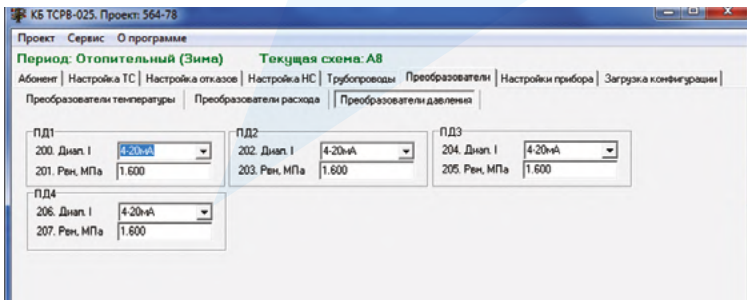 КБ ТСРВ-025. Проект: 564-78
Проект Сервис О программе
Период: Отопительный (Зима) Текущая схема: А8
Абонент Настройка ТС Настройка отказов Настройка НС Трубопроводы Преобразователи Настройки прибора Загрузка конфигурации
Преобразователи температуры Преобразователи расхода Преобразователи давления
ПД1 ПД2 ПД3
200. Диап. I 4-20мА 202. Диап. I 4-20мА 204. Диап. I 4-20мА
201. Рвн, МПа 1.600 203. Рвн, МПа 1.600 205. Рвн, МПа 1.600
ПД4
206. Диап. I 4-20мА
207. Рвн, МПа 1.600